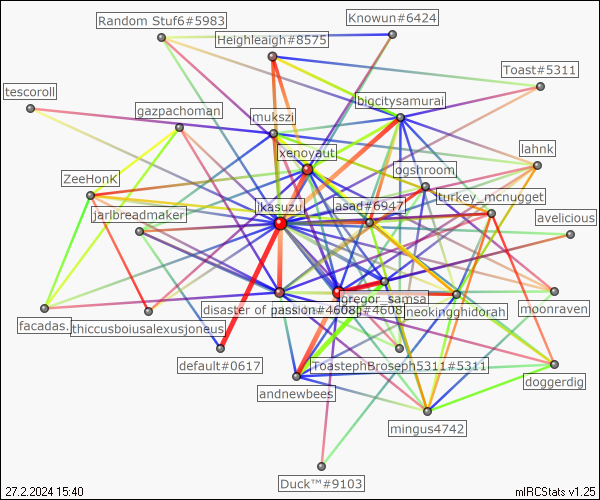 Random Stuf6#5983
Knowun#6424
Heighleaigh#8575
Toast#5311
tescoroll
bigcitysamurai
gazpachoman
mukszi
xenoyaut
lahnk
ogshroom
ZeeHonK
turkey_mcnugget
ikasuzu
asad#6947
jarlbreadmaker
avelicious
gregor_samsa
moonraven
facadas.
disaster of passion#4608
neokingghidorah
thiccusboiusalexusjoneus
default#0617
ToastephBroseph5311#5311
doggerdig
andnewbees
mingus4742
Duck™#9103
27.2.2024 15:40
mIRCStats v1.25